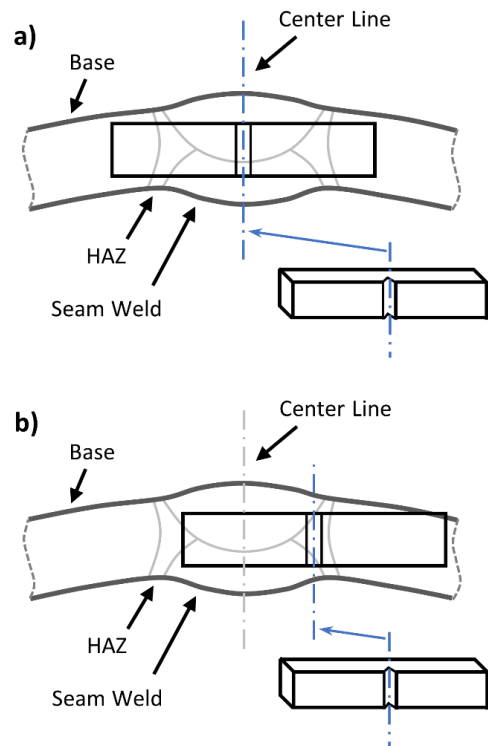 a)
Center Line
Base
HAZ
Seam Weld
b)
Center Line
Base
HAZ
Seam Weld